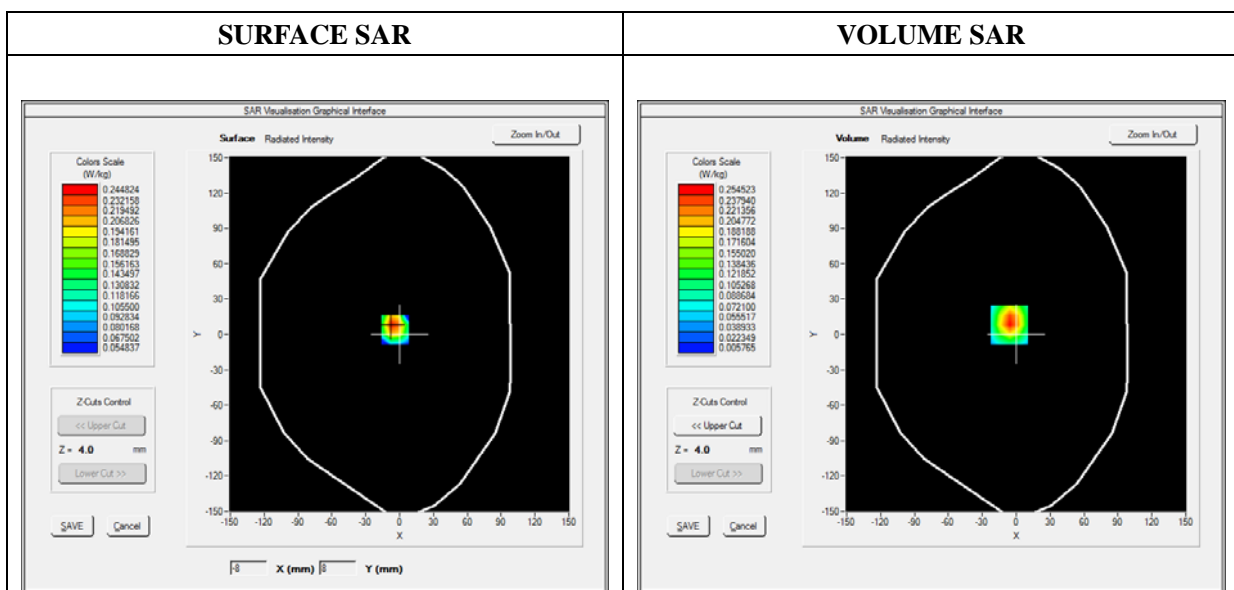 SURFACE SAR
VOLUME SAR
SAR Visualisation Graphical Interface
Surface Radiated Intensity
Zoom In/Out
Colors Scale
(W/kg)
0.244824
0.232158
0.219492
0.206826
0.194161
0.181495
0.168829
0.156163
0.143497
0.130832
0.118166
0.105500
0.092834
0.080168
0.067502
0.054837
150
120
90
60
30
0
-30
-60
-90
-120
-150
Y
-150 -120 -90 -60 -30 0 30 60 90 120 150
X
Z-Cuts Control
<< Upper Cut
Z = 4.0 mm
Lower Cut >>
SAVE Cancel
-8 X (mm) 8 Y (mm)
SAR Visualisation Graphical Interface
Volume Radiated Intensity
Zoom In/Out
Colors Scale
(W/kg)
0.254523
0.237940
0.221356
0.204772
0.188188
0.171604
0.155020
0.138436
0.121852
0.105268
0.088684
0.072100
0.055517
0.038933
0.022349
0.005765
150
120
90
60
30
0
-30
-60
-90
-120
-150
Y
-150 -120 -90 -60 -30 0 30 60 90 120 150
X
Z-Cuts Control
<< Upper Cut
Z = 4.0 mm
Lower Cut >>
SAVE Cancel